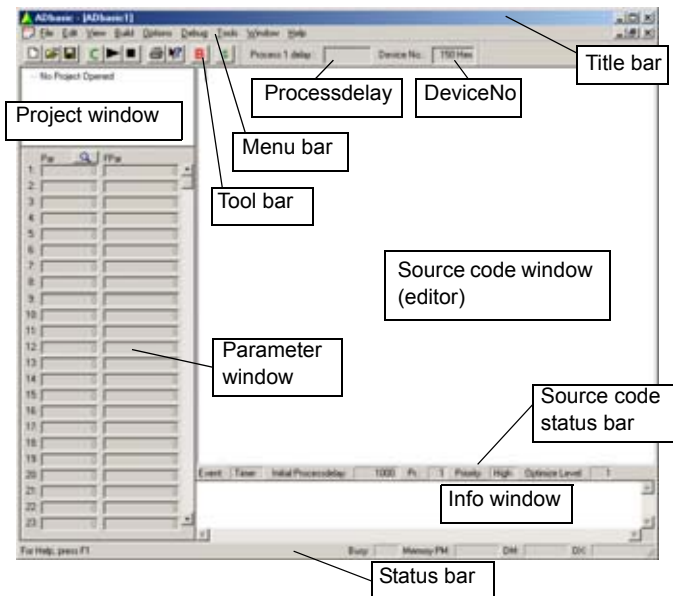 ADbasic - [ADbasic1]
File Edit View Build Options Debug Tools Window Help
Process 1 delay : Device No.: 150 Hex
Title bar
No Project Opened
Processdelay
DeviceNo
Project window
Menu bar
Par FPar
Tool bar
1:
2:
3:
4:
5:
6:
7:
8:
9:
10:
11:
12:
13:
14:
15:
16:
17:
18:
19:
20:
21:
22:
23:
Source code window
(editor)
Parameter
window
Source code
status bar
Event: Timer Initial Processdelay: 1000 Pr. 1 Priority: High Optimize Level: 1
Info window
For Help, press F1 Busy: Memory PM: DM: DX:
Status bar